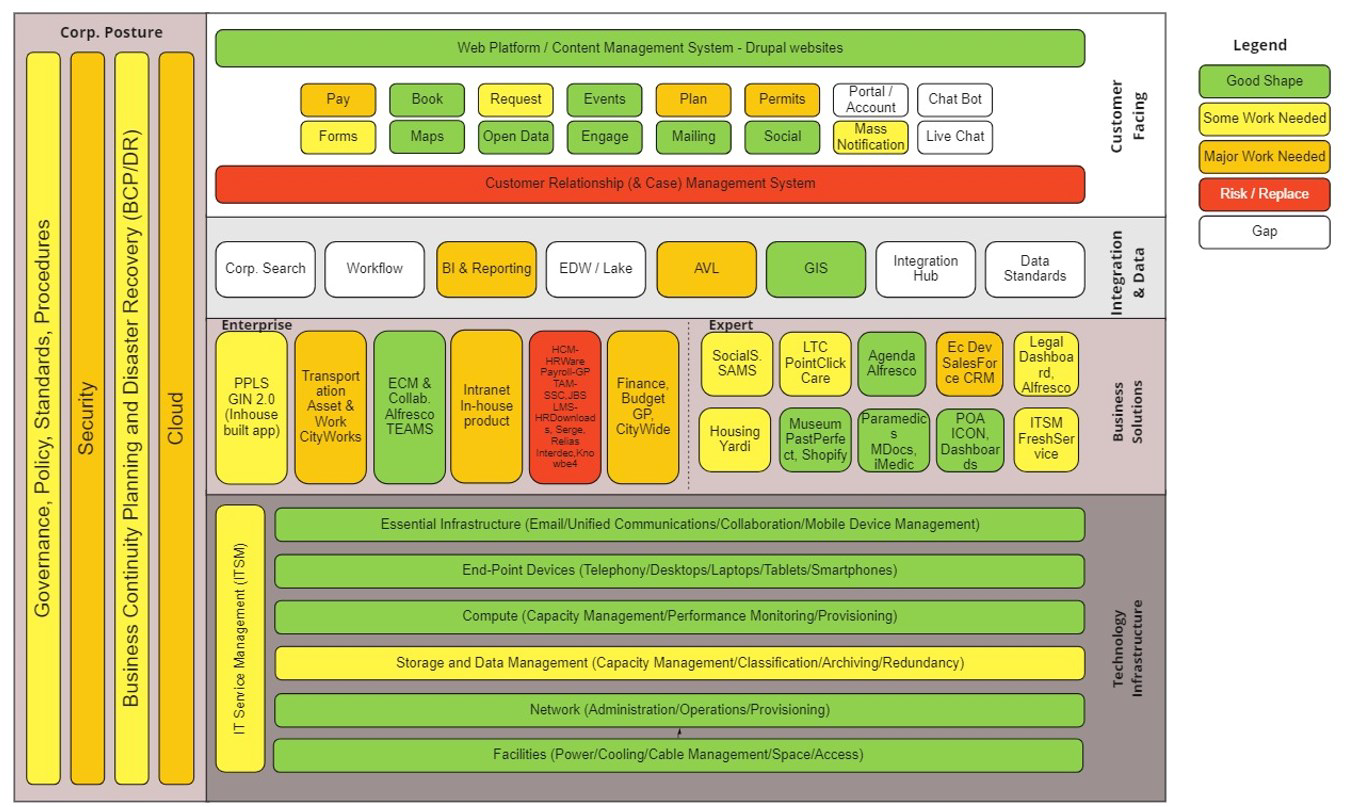 Corp. Posture
Governance, Policy, Standards, Procedures
Security
Business Continuity Planning and Disaster Recovery (BCP/DR)
Cloud
Web Platform / Content Management System - Drupal websites
Pay
Book
Request
Events
Plan
Permits
Portal /
Account
Chat Bot
Forms
Maps
Open Data
Engage
Mailing
Social
Mass
Notification
Live Chat
Customer Relationship (& Case) Management System
Customer
Facing
Corp. Search
Workflow
BI & Reporting
EDW / Lake
AVL
GIS
Integration
Hub
Data
Standards
Integration
& Data
Enterprise
PPLS
GIN 2.0
(Inhouse
built app)
Transport
ation
Asset &
Work
CityWorks
ECM &
Collab.
Alfresco
TEAMS
Intranet
In-house
product
HCM-
HRWare
Payroll-GP
TAM-
SSC,JBS
LMS-
HRDownload
s, Serge,
Relias
Interdec,Kno
wbe4
Finance,
Budget
GP,
CityWide
Expert
SocialS.
SAMS
LTC
PointClick
Care
Agenda
Alfresco
Ec Dev
SalesFor
ce CRM
Legal
Dashboa
rd,
Alfresco
Housing
Yardi
Museum
PastPerfe
ct, Shopify
Paramedic
s
MDocs,
iMedic
POA
ICON,
Dashboar
ds
ITSM
FreshSer
vice
Business
Solutions
IT Service Management (ITSM)
Essential Infrastructure (Email/Unified Communications/Collaboration/Mobile Device Management)
End-Point Devices (Telephony/Desktops/Laptops/Tablets/Smartphones)
Compute (Capacity Management/Performance Monitoring/Provisioning)
Storage and Data Management (Capacity Management/Classification/Archiving/Redundancy)
Network (Administration/Operations/Provisioning)
Facilities (Power/Cooling/Cable Management/Space/Access)
Technology
Infrastructure
Legend
Good Shape
Some Work Needed
Major Work Needed
Risk / Replace
Gap